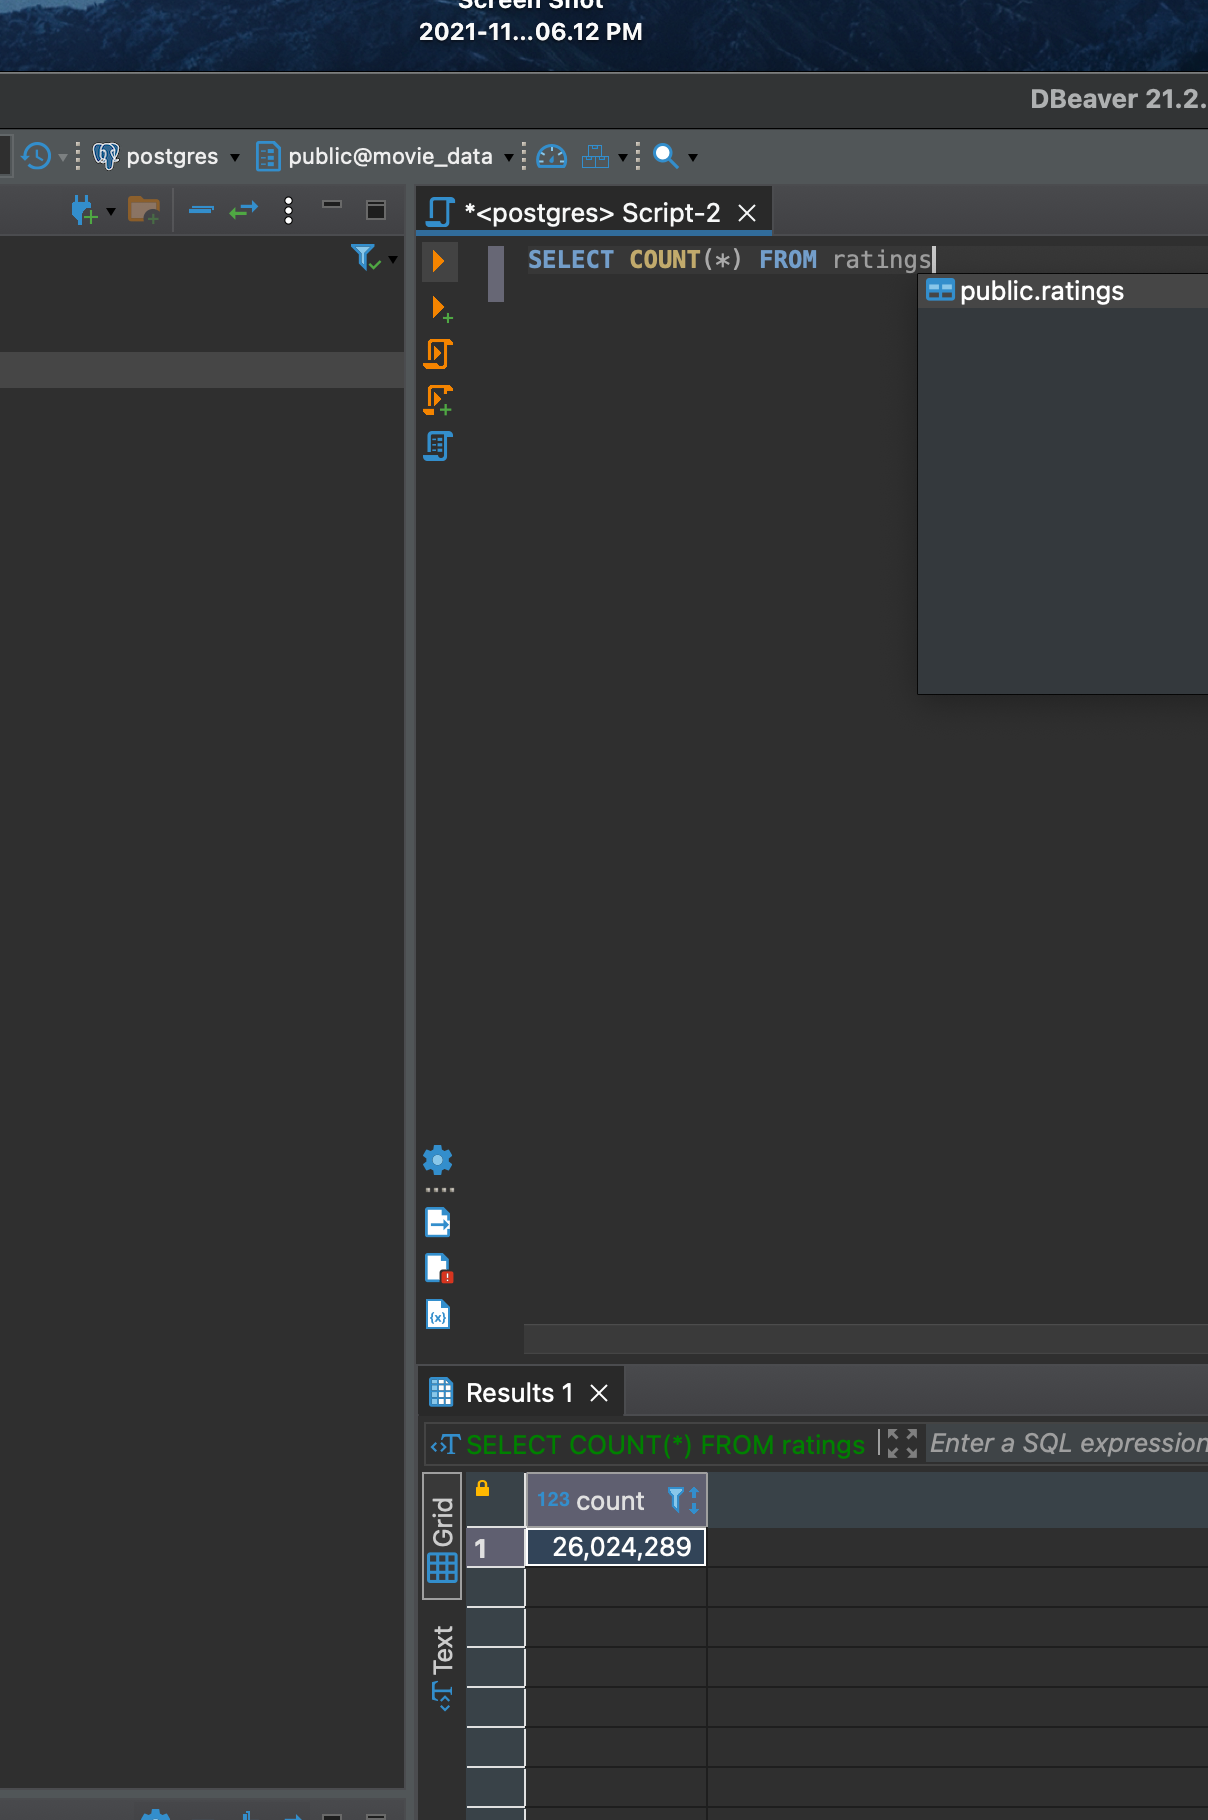 Screen Shot
2021-11...06.12 PM
DBeaver 21.2.
postgres
public@movie_data
*<postgres> Script-2
SELECT COUNT(*) FROM ratings
public.ratings
Results 1
SELECT COUNT(*) FROM ratings
Enter a SQL expression
Grid
Text
123 count
1
26,024,289